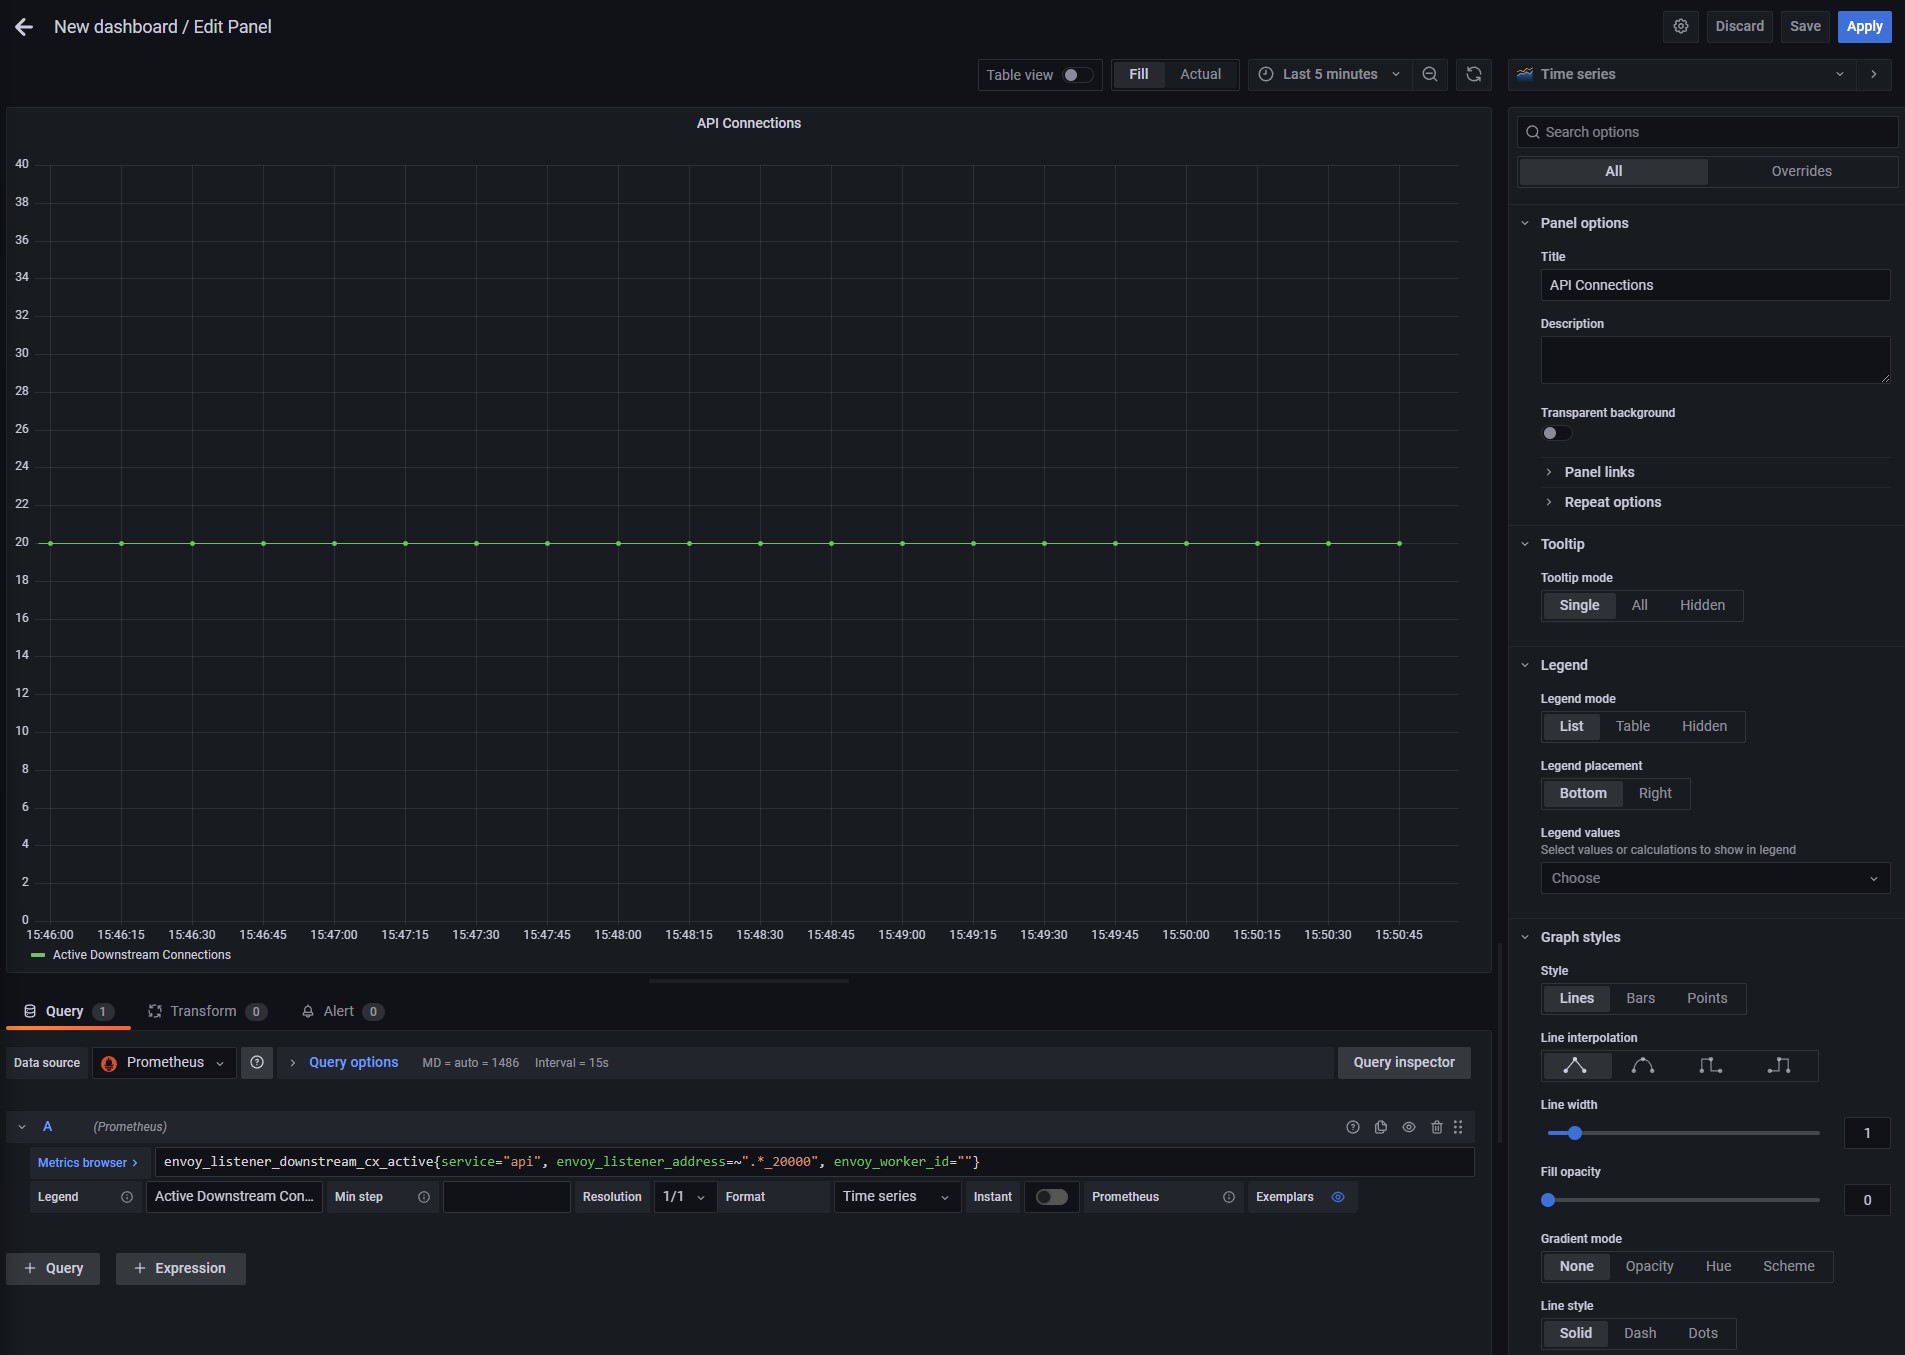 New dashboard / Edit Panel
Discard
Save
Apply
Table view
Fill
Actual
Last 5 minutes
Time series
API Connections
40
38
36
34
32
30
28
26
24
22
20
18
16
14
12
10
8
6
4
2
0
15:46:00 15:46:15 15:46:30 15:46:45 15:47:00 15:47:15 15:47:30 15:47:45 15:48:00 15:48:15 15:48:30 15:48:45 15:49:00 15:49:15 15:49:30 15:49:45 15:50:00 15:50:15 15:50:30 15:50:45
Active Downstream Connections
Query 1
Transform 0
Alert 0
Data source
Prometheus
Query options
MD = auto = 1486
Interval = 15s
Query inspector
A
(Prometheus)
Metrics browser
envoy_listener_downstream_cx_active{service="api", envoy_listener_address=~".*_20000", envoy_worker_id=""}
Legend
Active Downstream Con...
Min step
Resolution
1/1
Format
Time series
Instant
Prometheus
Exemplars
+ Query
+ Expression
Search options
All
Overrides
Panel options
Title
API Connections
Description
Transparent background
Panel links
Repeat options
Tooltip
Tooltip mode
Single All Hidden
Legend
Legend mode
List Table Hidden
Legend placement
Bottom Right
Legend values
Select values or calculations to show in legend
Choose
Graph styles
Style
Lines Bars Points
Line interpolation
Line width
1
Fill opacity
0
Gradient mode
None Opacity Hue Scheme
Line style
Solid Dash Dots